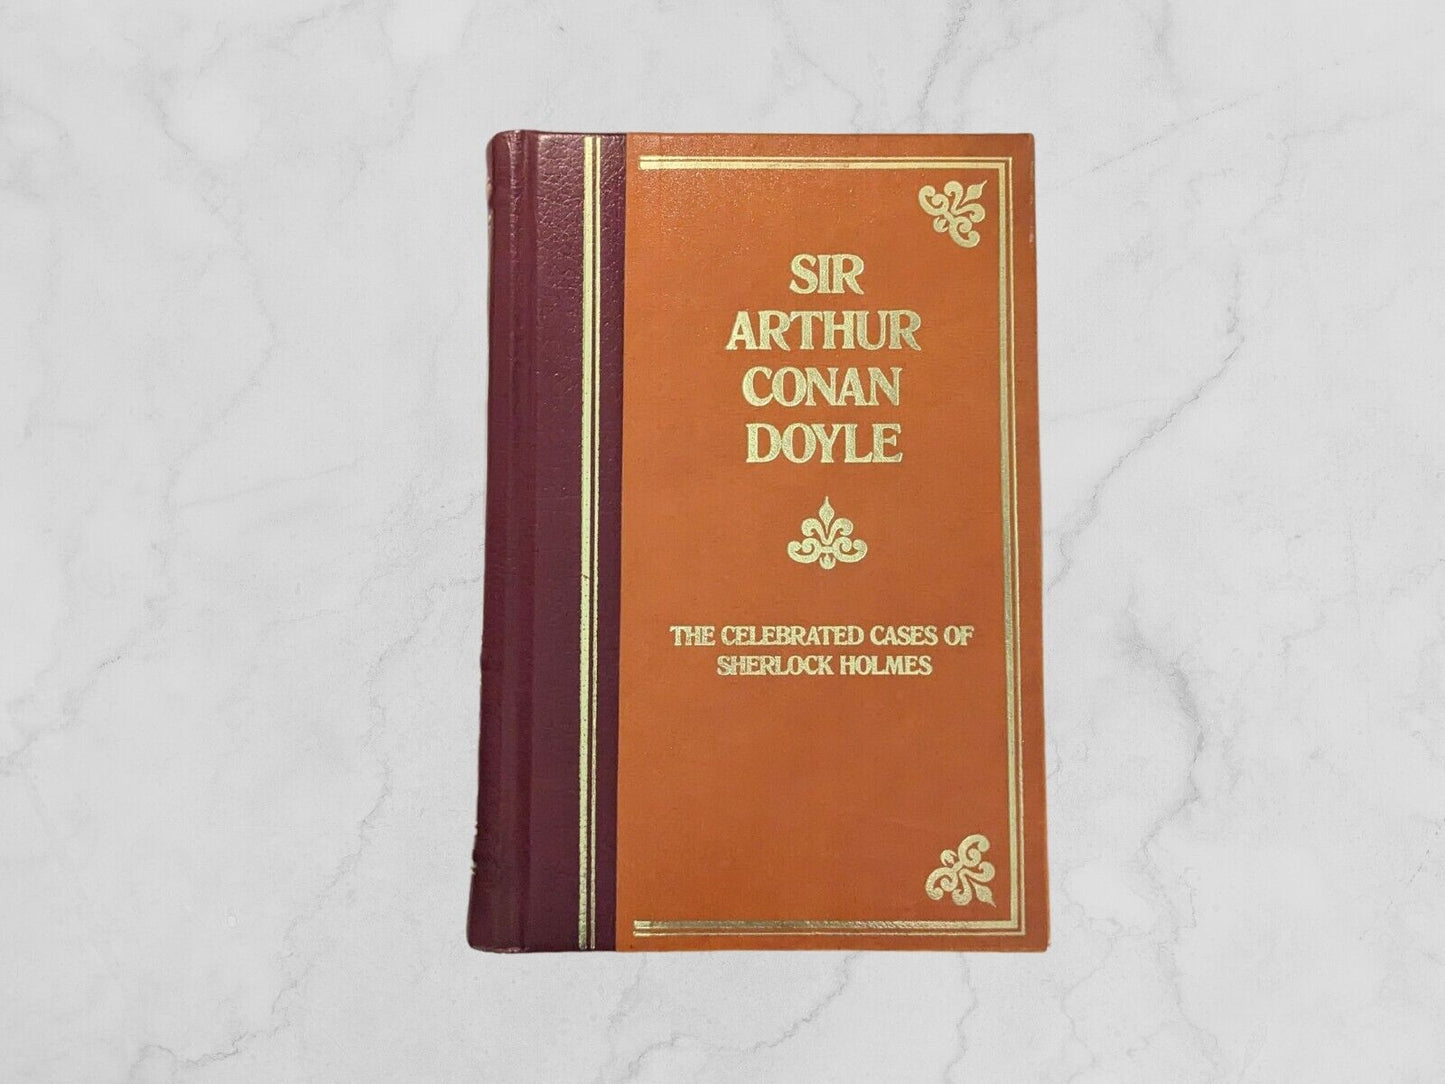 SIR
ARTHUR
CONAN
DOYLE
THE CELEBRATED CASES OF
SHERLOCK HOLMES